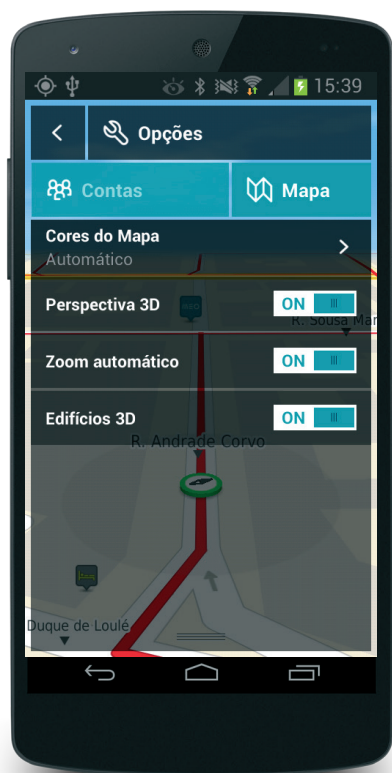 15:39
Opções
Contas
Mapa
Cores do Mapa
Automático
Perspectiva 3D
ON
R. Sousa Mar
Zoom automático
ON
Edifícios 3D
ON
R. Andrade Corvo
Duque de Loulé